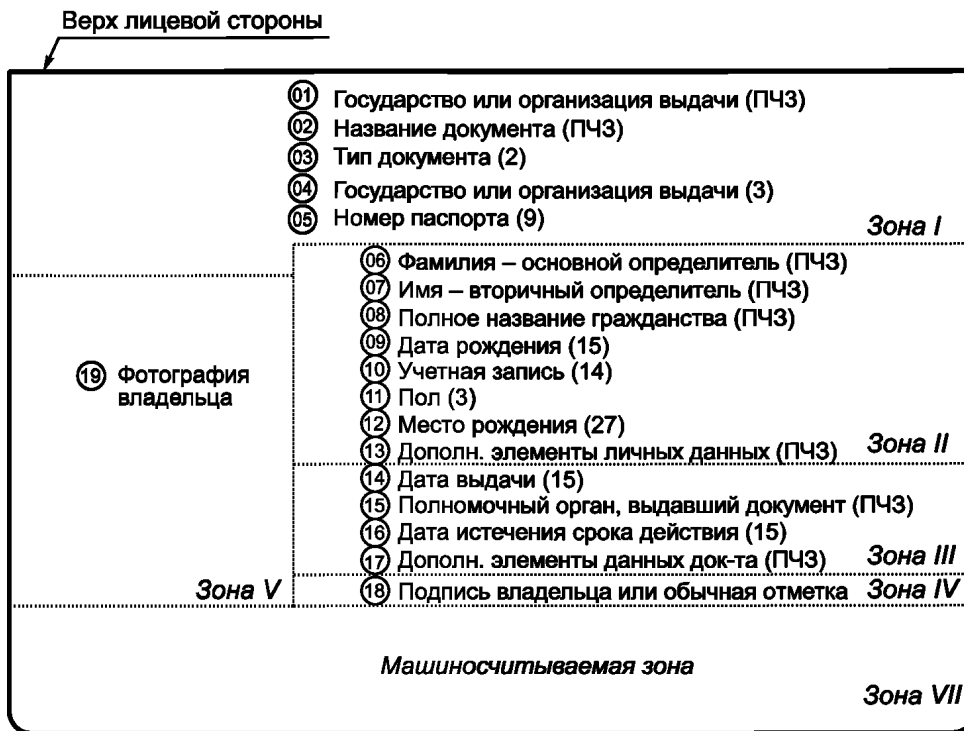 Верх лицевой стороны
01 Государство или организация выдачи (ПЧЗ)
02 Название документа (ПЧЗ)
03 Тип документа (2)
04 Государство или организация выдачи (3)
05 Номер паспорта (9)
Зона I
06 Фамилия – основной определитель (ПЧЗ)
07 Имя – вторичный определитель (ПЧЗ)
08 Полное название гражданства (ПЧЗ)
09 Дата рождения (15)
10 Учетная запись (14)
11 Пол (3)
12 Место рождения (27)
13 Дополн. элементы личных данных (ПЧЗ)
Зона II
19 Фотография
владельца
14 Дата выдачи (15)
15 Полномочный орган, выдавший документ (ПЧЗ)
16 Дата истечения срока действия (15)
17 Дополн. элементы данных док-та (ПЧЗ)
Зона III
Зона V
18 Подпись владельца или обычная отметка
Зона IV
Машиносчитываемая зона
Зона VII